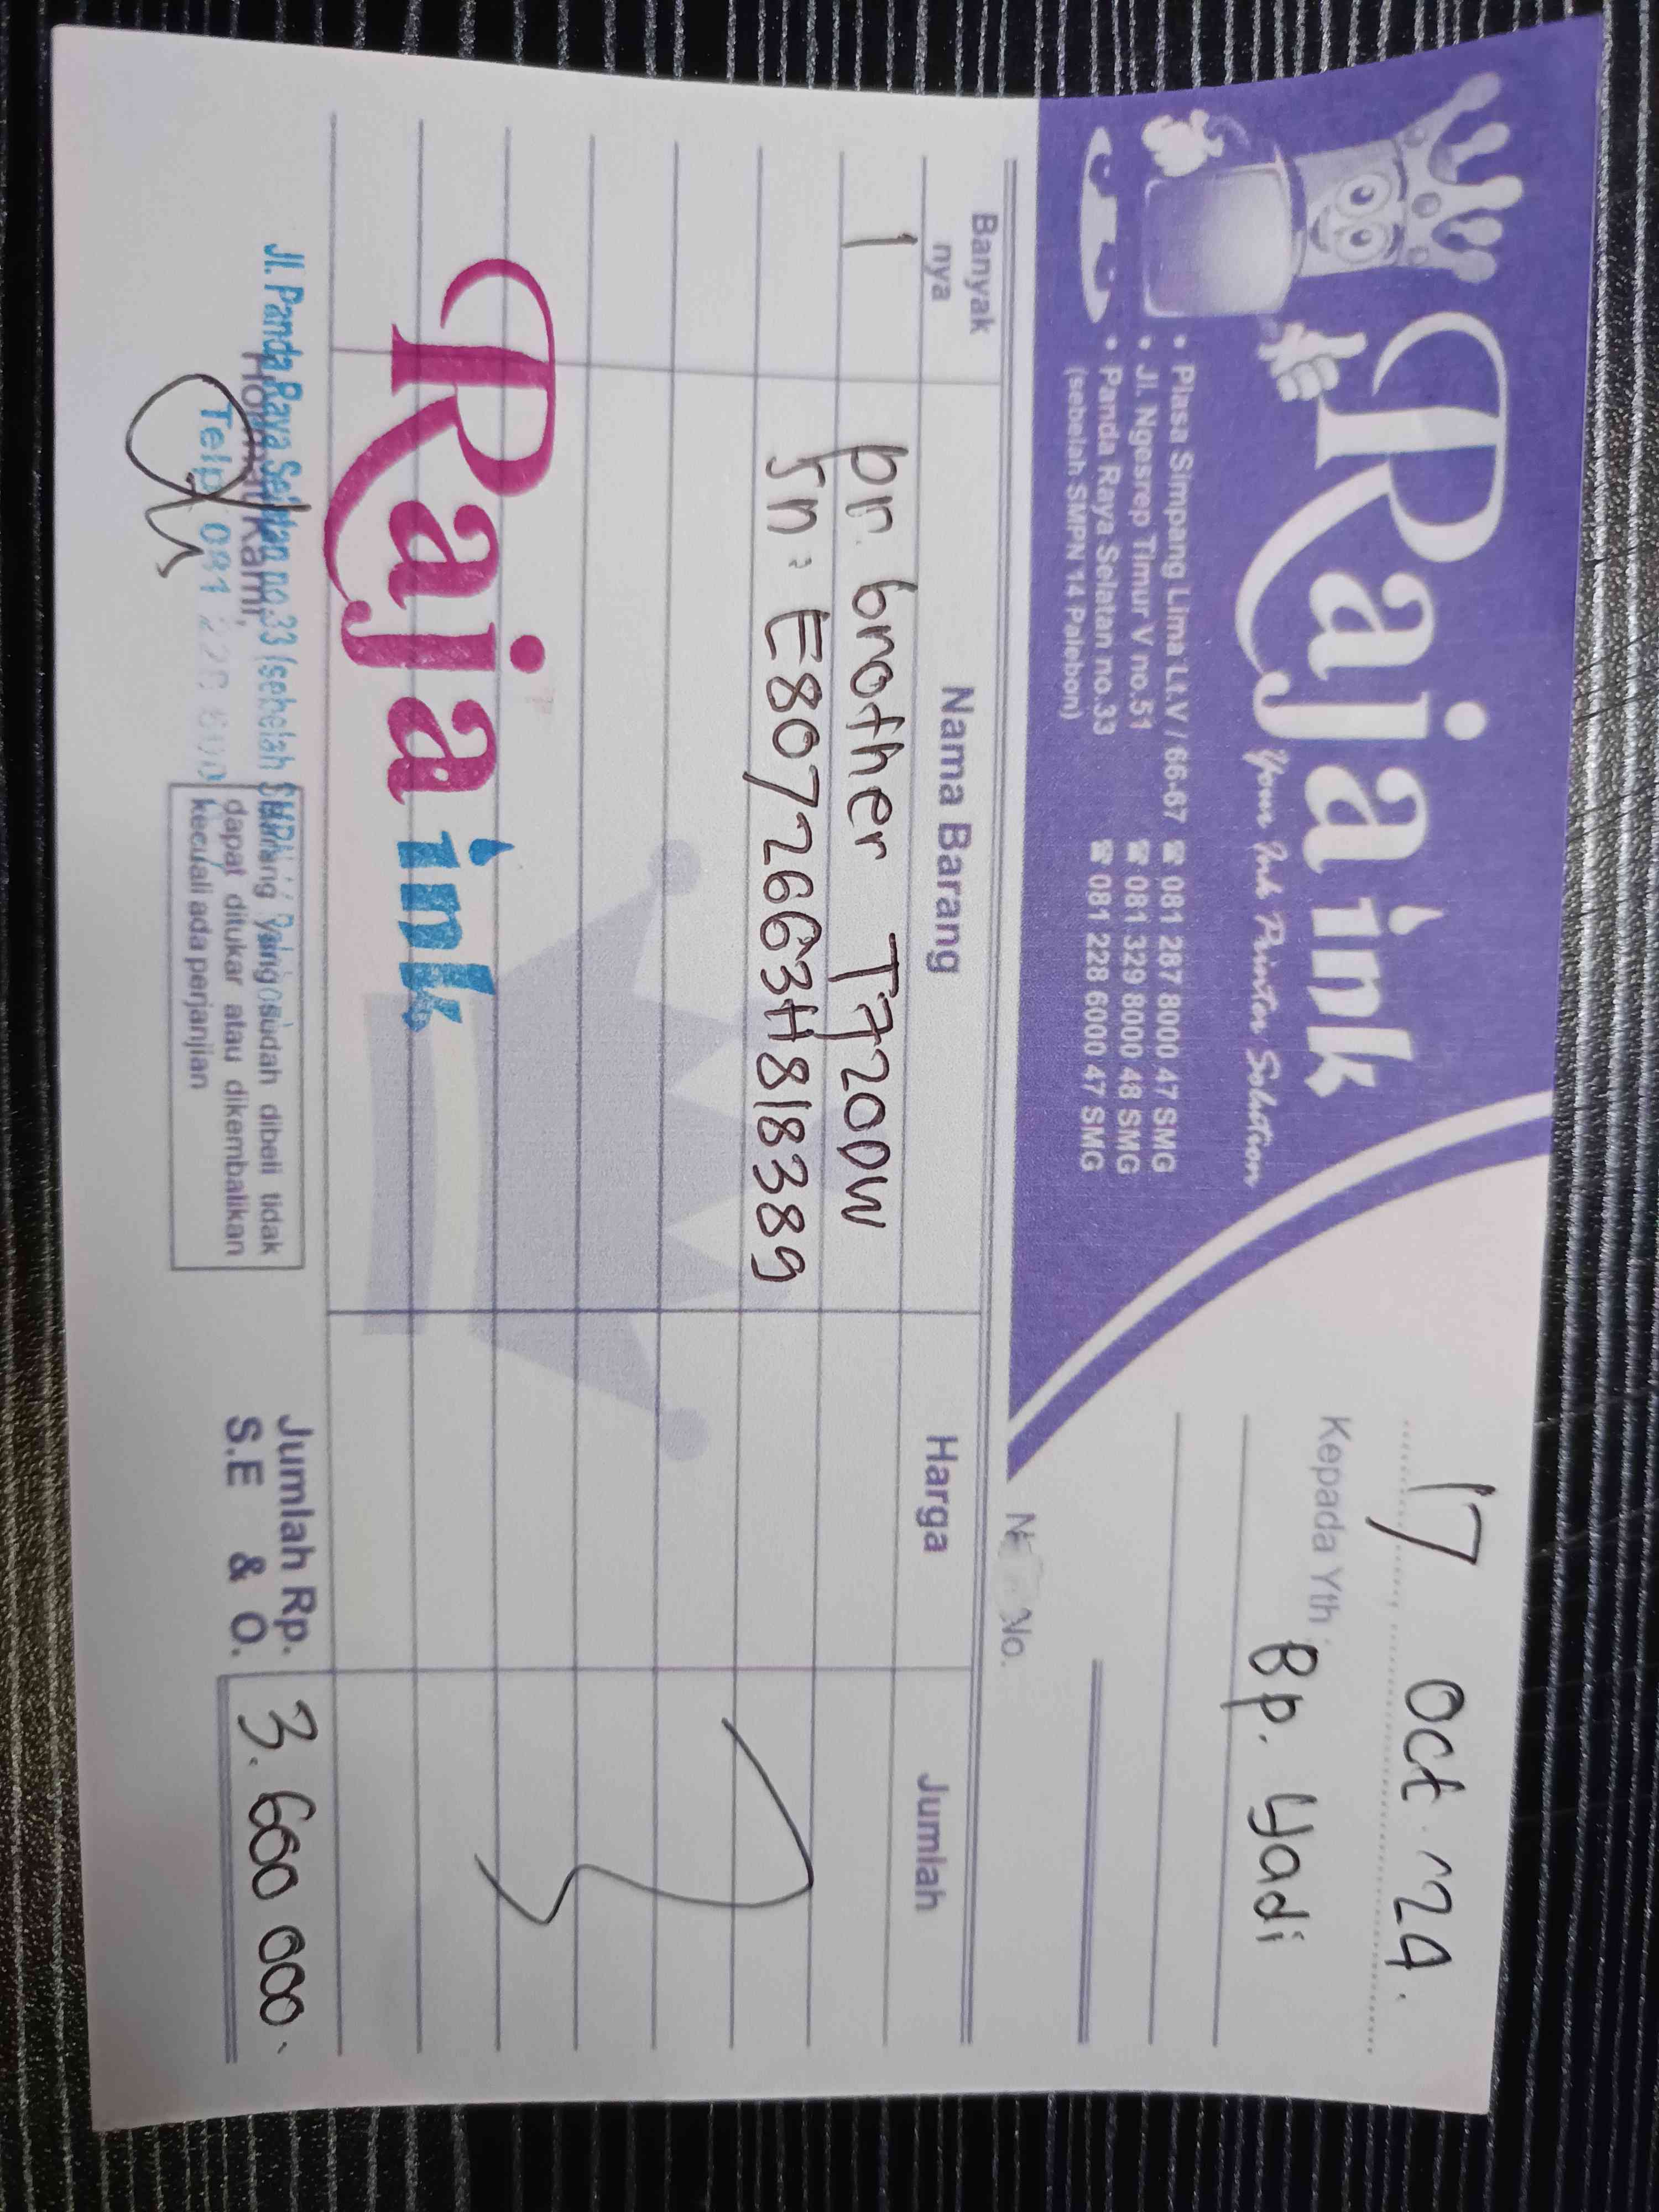 Raja ink
Your Ink Printer Solution
• Plasa Simpang Lima Lt.V / 66-67 ☎ 081 287 8000 47 SMG
• Jl. Ngesrep Timur V no.51 ☎ 081 329 8000 48 SMG
• Panda Raya Selatan no.33 ☎ 081 228 6000 47 SMG
(sebelah SMPN 14 Palebon)
17 Oct '24.
Kepada Yth.
Bp. Yadi
No.
Banyak nya Nama Barang Harga Jumlah
1 pr. brother T720DW
Sn : E8072663H818389
Raja ink
Jl. Panda Raya Selatan no.33 (sebelah SMPN
Telp. 081 228 600
Barang yang sudah dibeli tidak
dapat ditukar atau dikembalikan
kecuali ada perjanjian
Jumlah Rp. 3.600 000.
S.E & O.